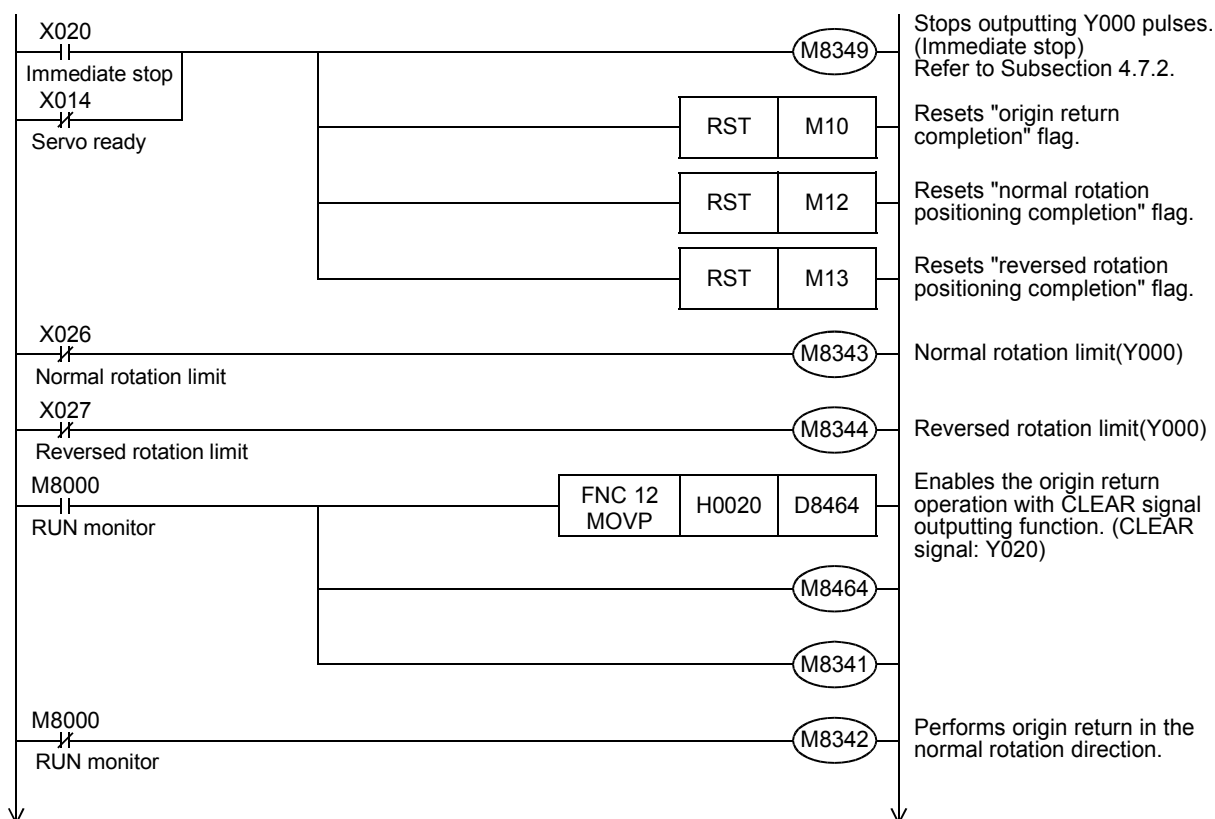 X020
Immediate stop
X014
Servo ready
M8349
Stops outputting Y000 pulses.
(Immediate stop)
Refer to Subsection 4.7.2.
RST M10
Resets "origin return
completion" flag.
RST M12
Resets "normal rotation
positioning completion" flag.
RST M13
Resets "reversed rotation
positioning completion" flag.
X026
Normal rotation limit
M8343
Normal rotation limit(Y000)
X027
Reversed rotation limit
M8344
Reversed rotation limit(Y000)
M8000
RUN monitor
FNC 12
MOVP
H0020 D8464
Enables the origin return
operation with CLEAR signal
outputting function. (CLEAR
signal: Y020)
M8464
M8341
M8000
RUN monitor
M8342
Performs origin return in the
normal rotation direction.